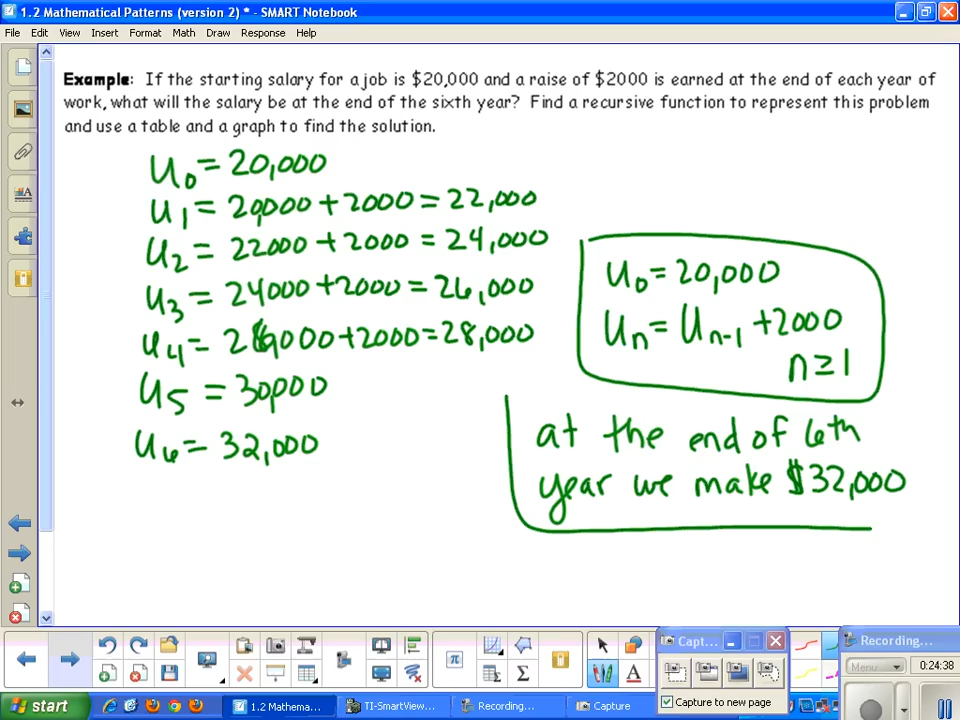 1.2 Mathematical Patterns (version 2) * - SMART Notebook
File Edit View Insert Format Math Draw Response Help
Example: If the starting salary for a job is $20,000 and a raise of $2000 is earned at the end of each year of
work, what will the salary be at the end of the sixth year? Find a recursive function to represent this problem
and use a table and a graph to find the solution.
u₀ = 20,000
u₁ = 20,000 + 2000 = 22,000
u₂ = 22000 + 2000 = 24,000
u₃ = 24000 + 2000 = 26,000
u₄ = 26000 + 2000 = 28,000
u₅ = 30,000
u₆ = 32,000
u₀ = 20,000
uₙ = uₙ₋₁ + 2000
n ≥ 1
at the end of 6th
year we make $32,000
Capt...
Capture to new page
Recording...
Menu
0:24:38
start
1.2 Mathema...
TI-SmartView...
Recording...
Capture